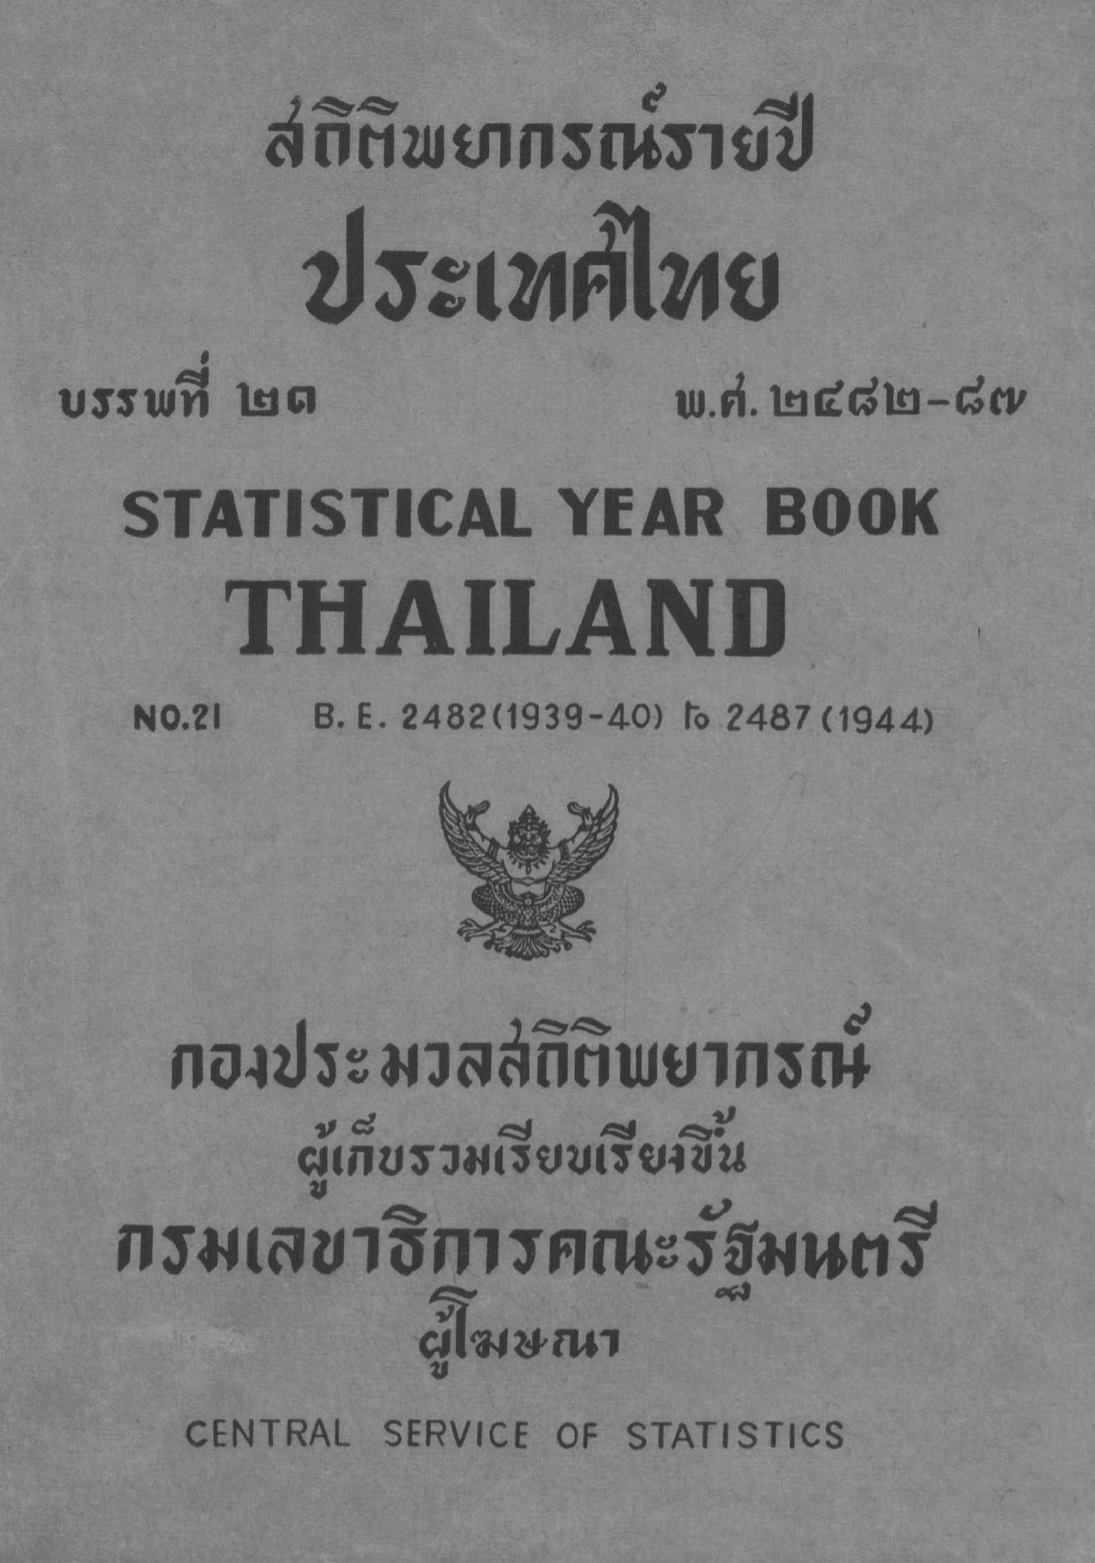 สถิติพยากรณ์รายปี
ประเทศไทย
บรรพที่ ๒๑ พ.ศ. ๒๔๘๒-๘๗
STATISTICAL YEAR BOOK
THAILAND
NO.21 B. E. 2482(1939-40) to 2487 (1944)
กองประมวลสถิติพยากรณ์
ผู้เก็บรวมเรียบเรียงขึ้น
กรมเลขาธิการคณะรัฐมนตรี
ผู้โฆษณา
CENTRAL SERVICE OF STATISTICS